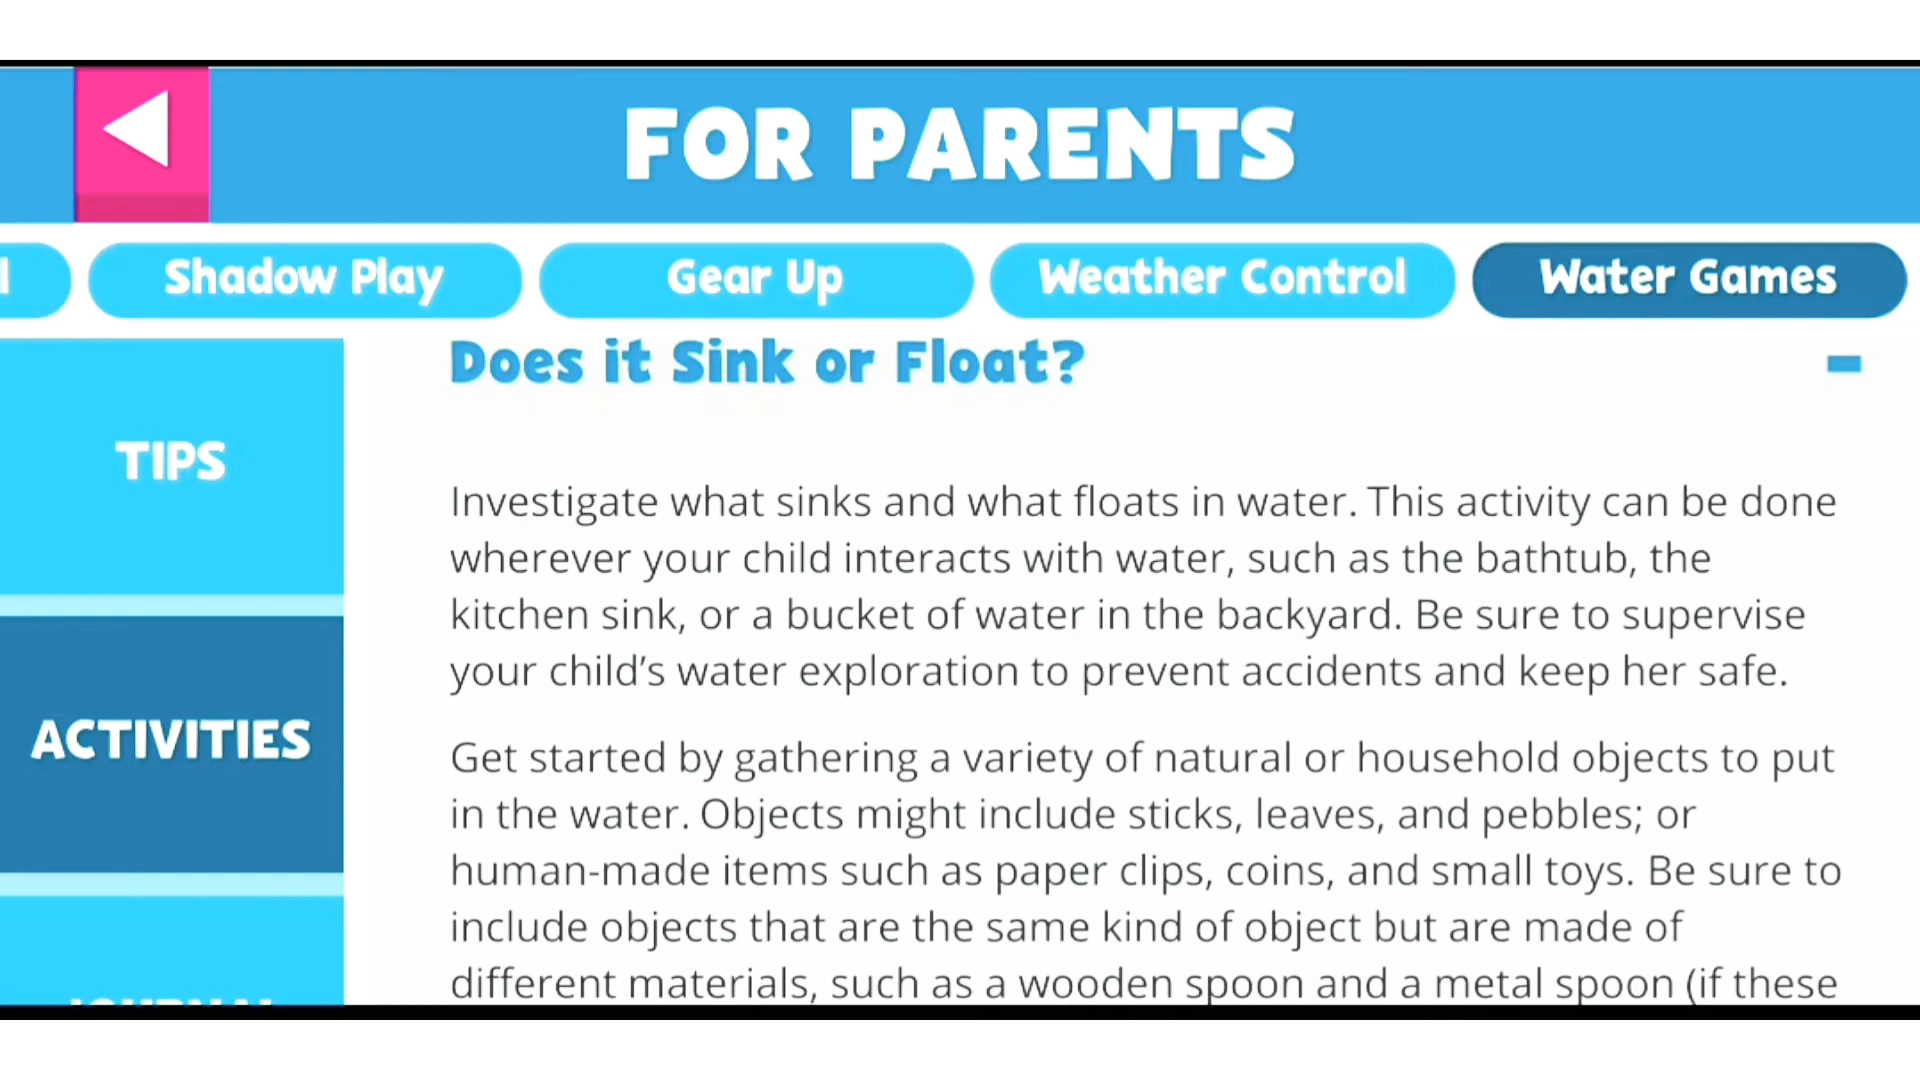 FOR PARENTS
Shadow Play
Gear Up
Weather Control
Water Games
Does it Sink or Float?
TIPS
ACTIVITIES
Investigate what sinks and what floats in water. This activity can be done
wherever your child interacts with water, such as the bathtub, the
kitchen sink, or a bucket of water in the backyard. Be sure to supervise
your child’s water exploration to prevent accidents and keep her safe.
Get started by gathering a variety of natural or household objects to put
in the water. Objects might include sticks, leaves, and pebbles; or
human-made items such as paper clips, coins, and small toys. Be sure to
include objects that are the same kind of object but are made of
different materials, such as a wooden spoon and a metal spoon (if these